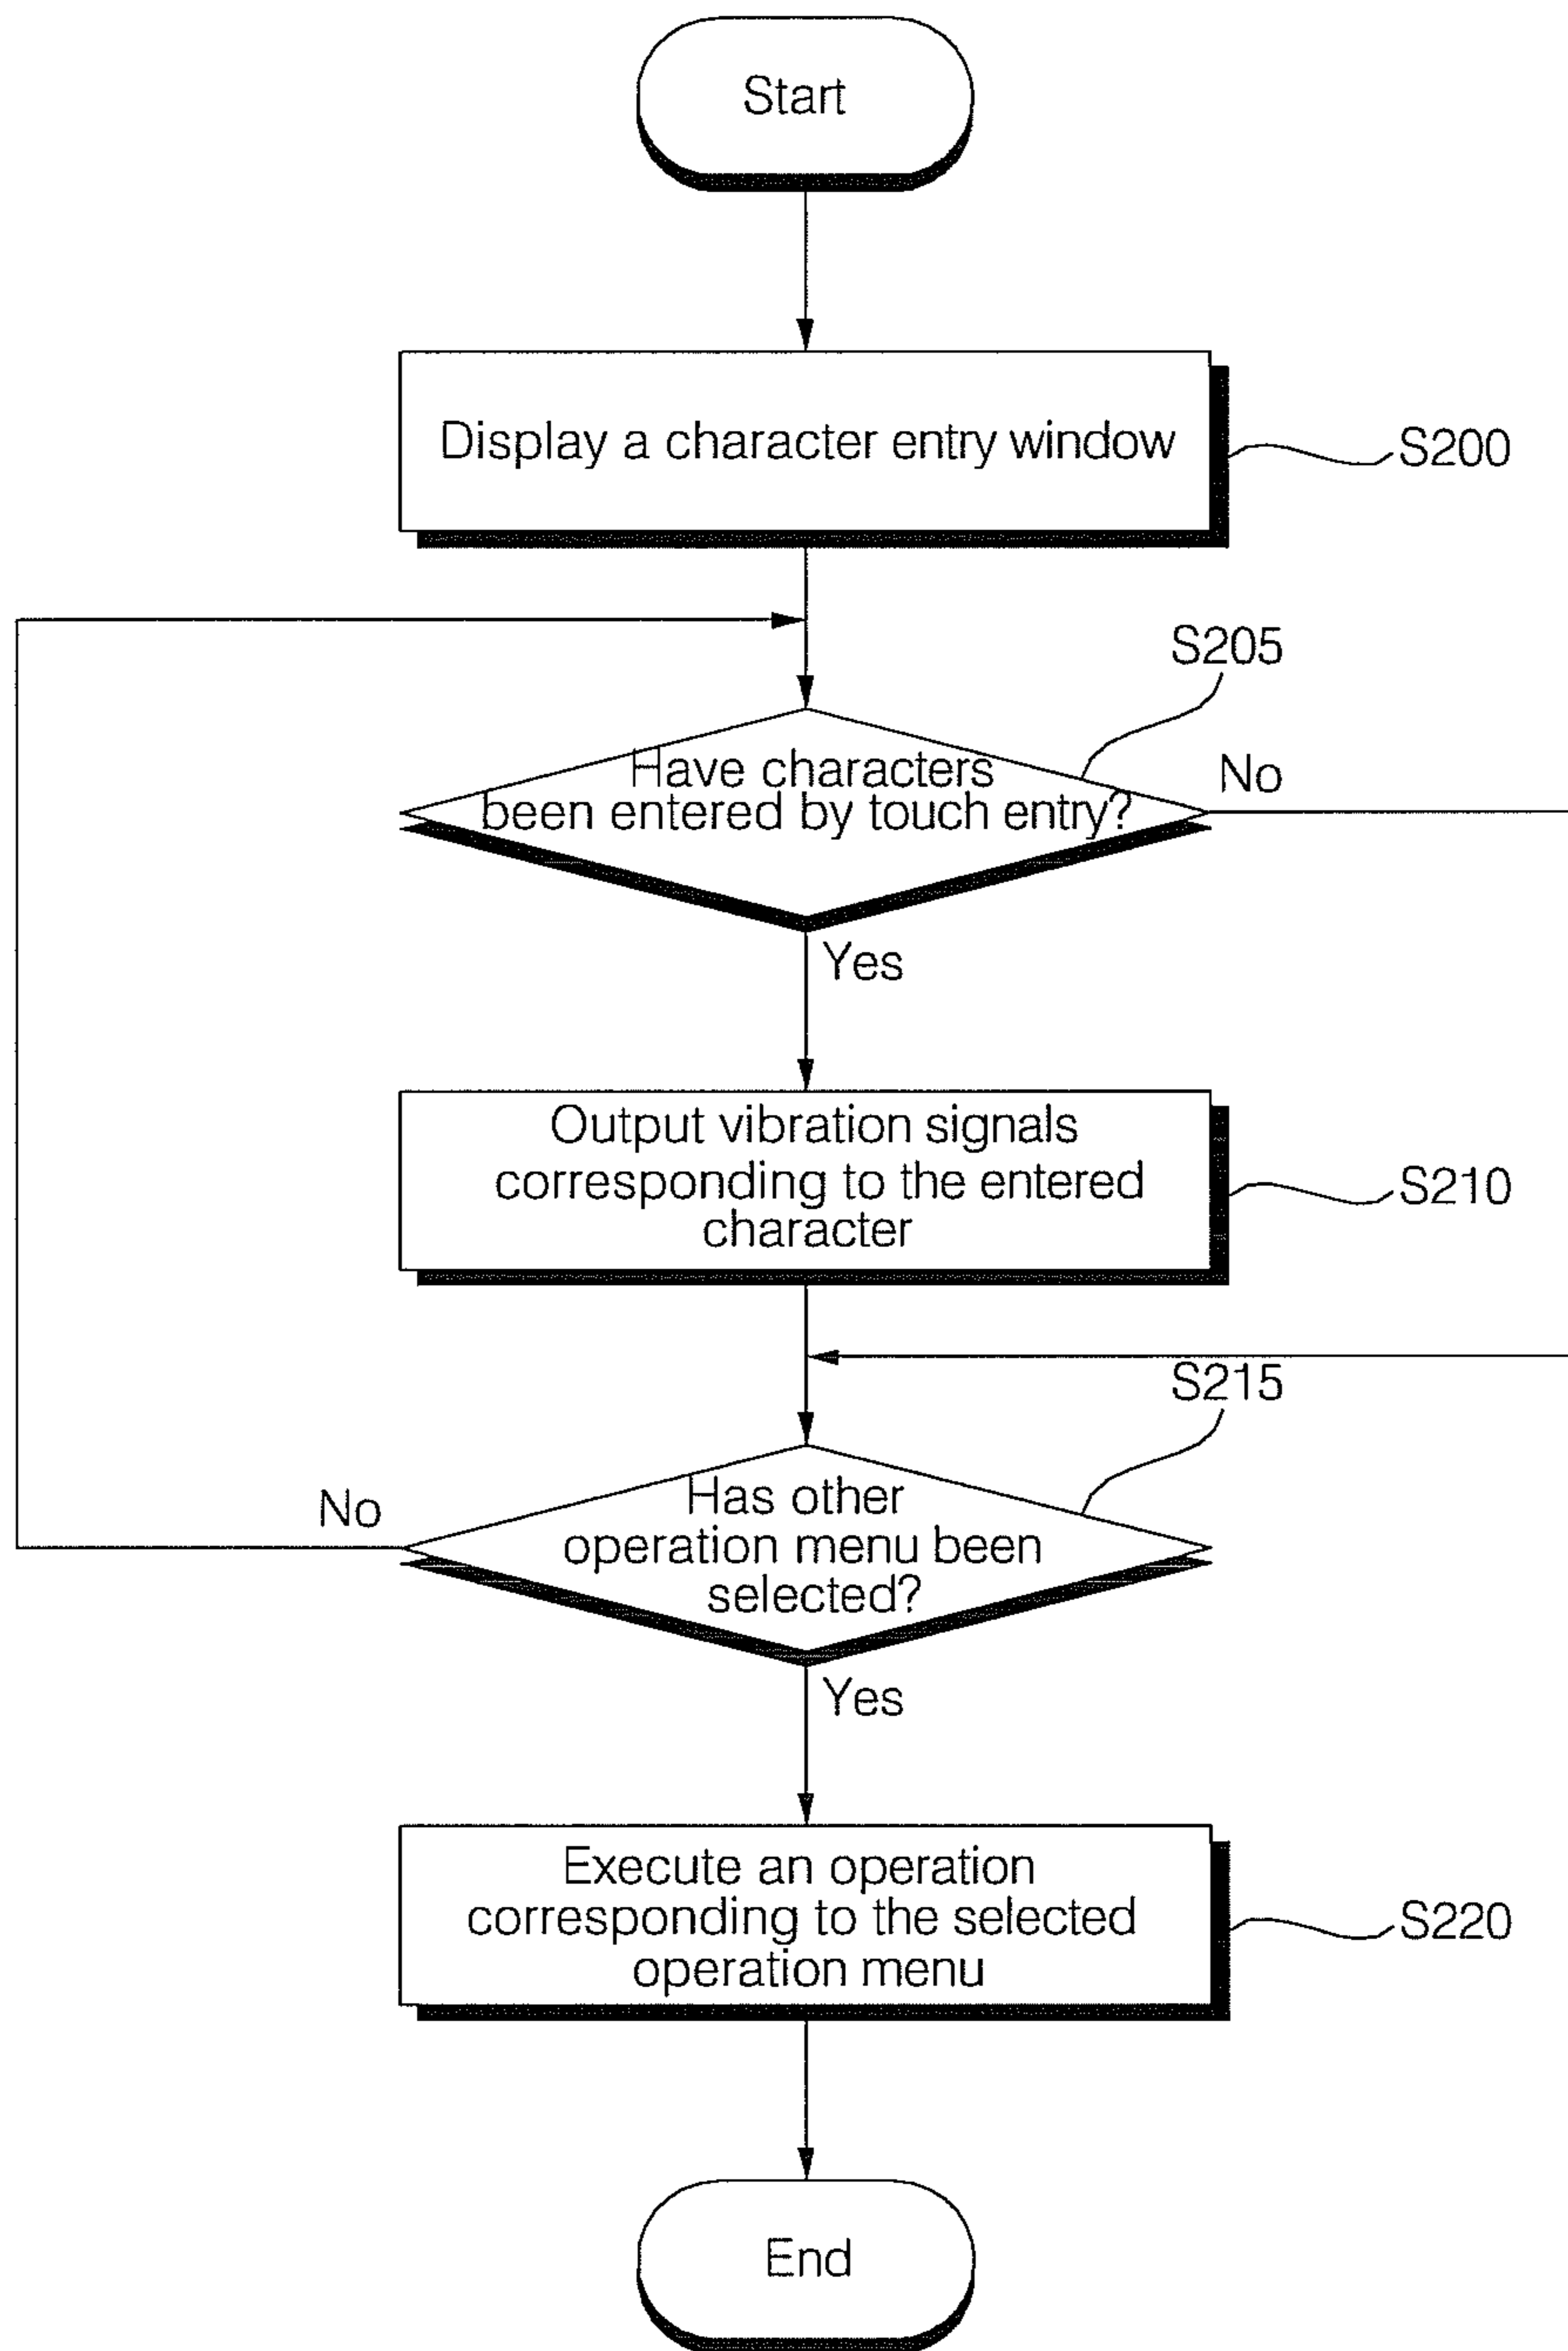 Start
Display a character entry window
S200
S205
Have characters
been entered by touch entry?
No
Yes
Output vibration signals
corresponding to the entered
character
S210
S215
Has other
operation menu been
selected?
No
Yes
Execute an operation
corresponding to the selected
operation menu
S220
End